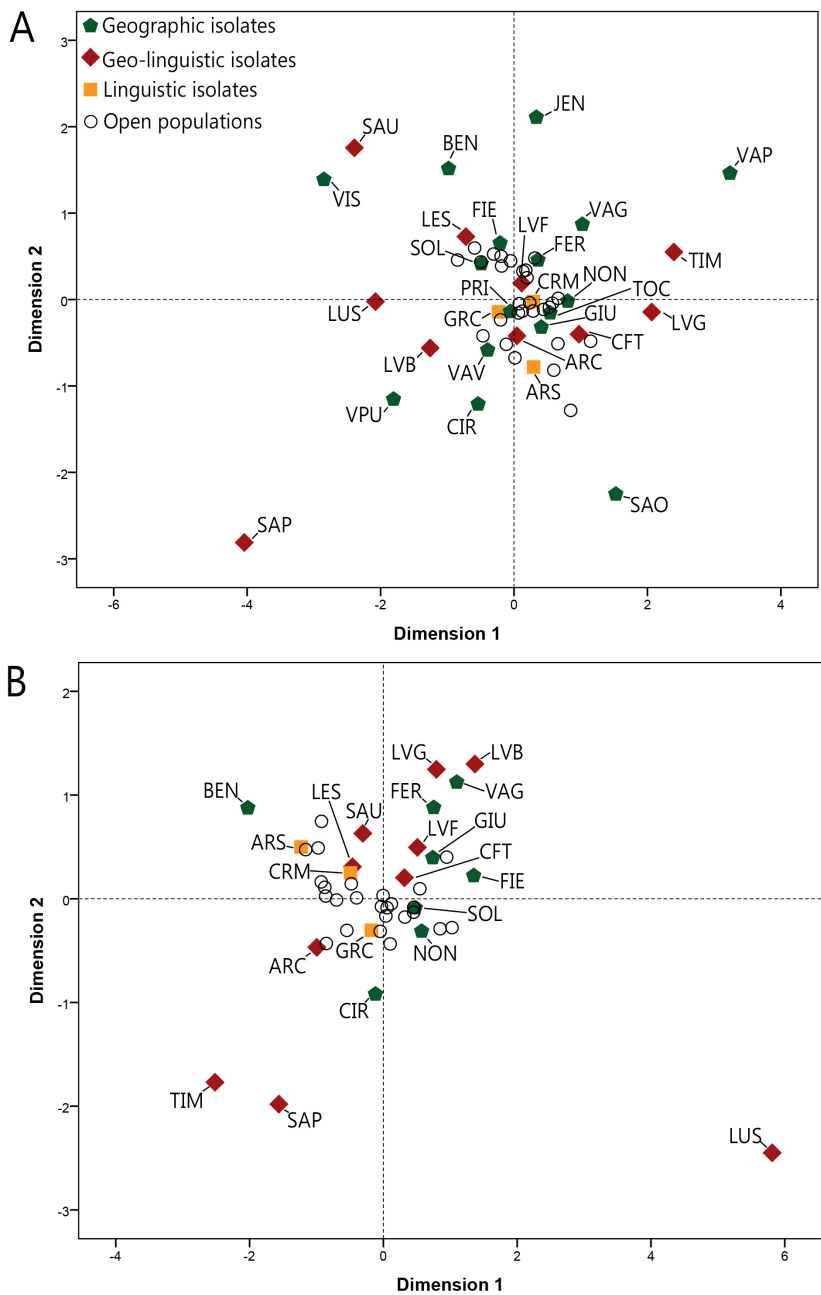 A
Geographic isolates
Geo-linguistic isolates
Linguistic isolates
Open populations
JEN
SAU
BEN
VAP
VIS
FIE
VAG
LES
LVF
SOL
FER
TIM
CRM
NON
PRI
TOC
LUS
GRC
GIU
LVG
LVB
VAV
ARC
CFT
ARS
VPU
CIR
SAO
SAP
3
2
1
0
-1
-2
-3
Dimension 2
-6
-4
-2
0
2
4
Dimension 1
B
LVG
LVB
BEN
LES
FER
VAG
SAU
GIU
ARS
LVF
CRM
CFT
FIE
SOL
GRC
NON
ARC
CIR
TIM
SAP
LUS
2
1
0
-1
-2
-3
Dimension 2
-4
-2
0
2
4
6
Dimension 1